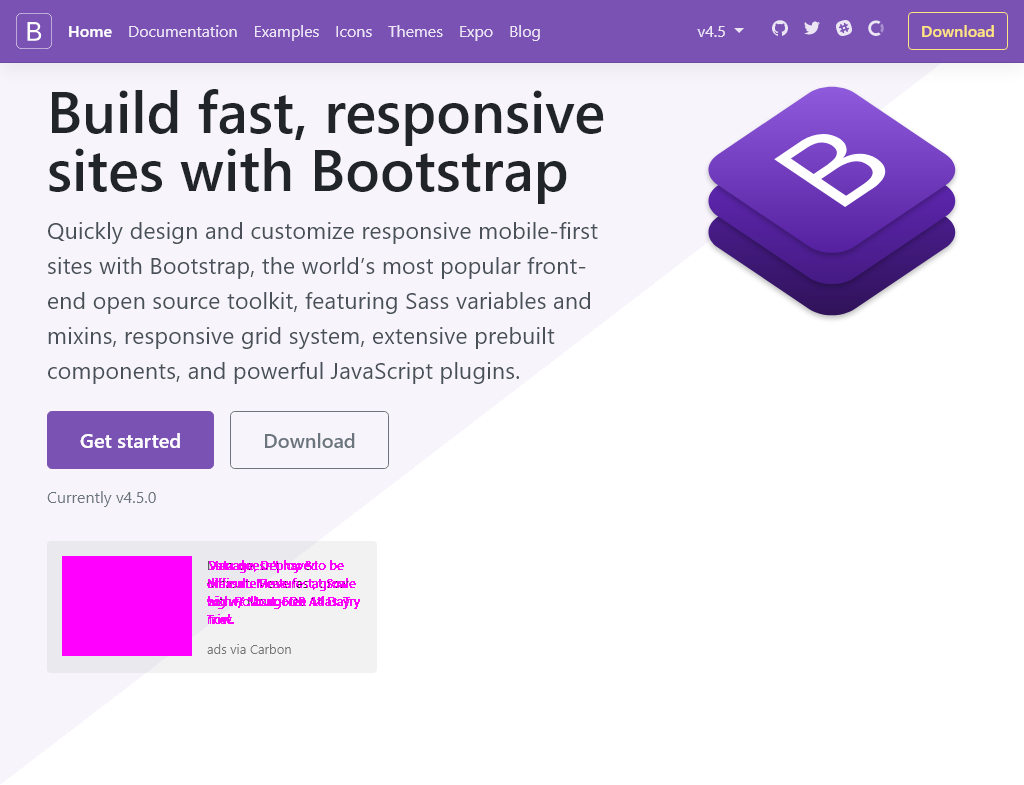 B Home Documentation Examples Icons Themes Expo Blog v4.5 Download
Build fast, responsive
sites with Bootstrap
B
Quickly design and customize responsive mobile-first
sites with Bootstrap, the world’s most popular front-
end open source toolkit, featuring Sass variables and
mixins, responsive grid system, extensive prebuilt
components, and powerful JavaScript plugins.
Get started Download
Currently v4.5.0
ads via Carbon